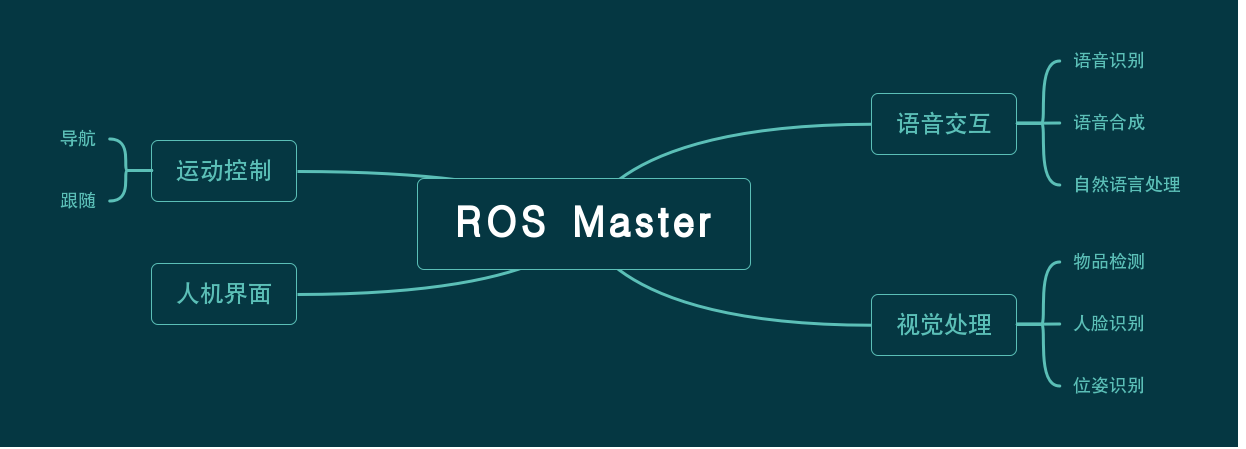 ROS Master
语音交互
语音识别
语音合成
自然语言处理
视觉处理
物品检测
人脸识别
位姿识别
运动控制
导航
跟随
人机界面